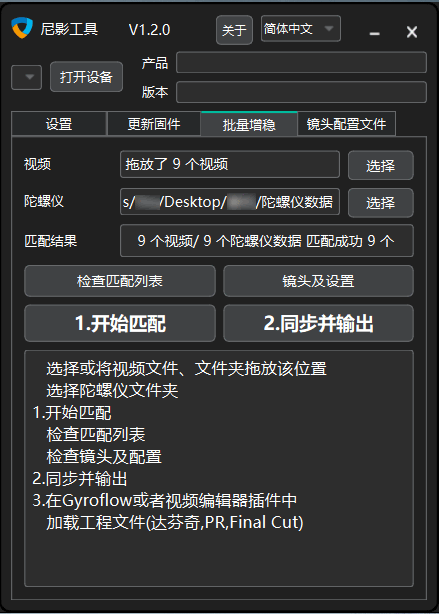 尼影工具 V1.2.0 关于 简体中文
打开设备
产品
版本
设置 更新固件 批量增稳 镜头配置文件
视频 拖放了 9 个视频 选择
陀螺仪 s/ /Desktop/ /陀螺仪数据 选择
匹配结果 9 个视频/ 9 个陀螺仪数据 匹配成功 9 个
检查匹配列表 镜头及设置
1.开始匹配 2.同步并输出
选择或将视频文件、文件夹拖放该位置
选择陀螺仪文件夹
1.开始匹配
检查匹配列表
检查镜头及配置
2.同步并输出
3.在Gyroflow或者视频编辑器插件中
加载工程文件(达芬奇,PR,Final Cut)